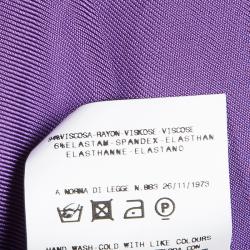 94%VISCOSA-RAYON-VISKOSE-VISCOSE
6%ELASTAM-SPANDEX-ELASTHAN
ELASTHANNE-ELASTAND
A NORMA DI LEGGE N.883 26/11/1973
HAND WASH-COLD WITH LIKE COLOURS